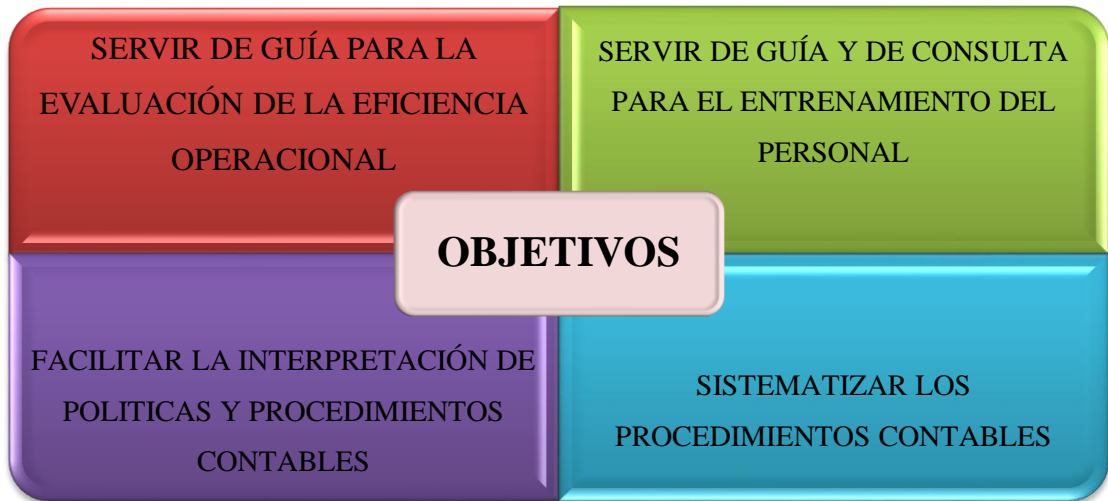 SERVIR DE GUÍA PARA LA
EVALUACIÓN DE LA EFICIENCIA
OPERACIONAL
SERVIR DE GUÍA Y DE CONSULTA
PARA EL ENTRENAMIENTO DEL
PERSONAL
OBJETIVOS
FACILITAR LA INTERPRETACIÓN DE
POLITICAS Y PROCEDIMIENTOS
CONTABLES
SISTEMATIZAR LOS
PROCEDIMIENTOS CONTABLES